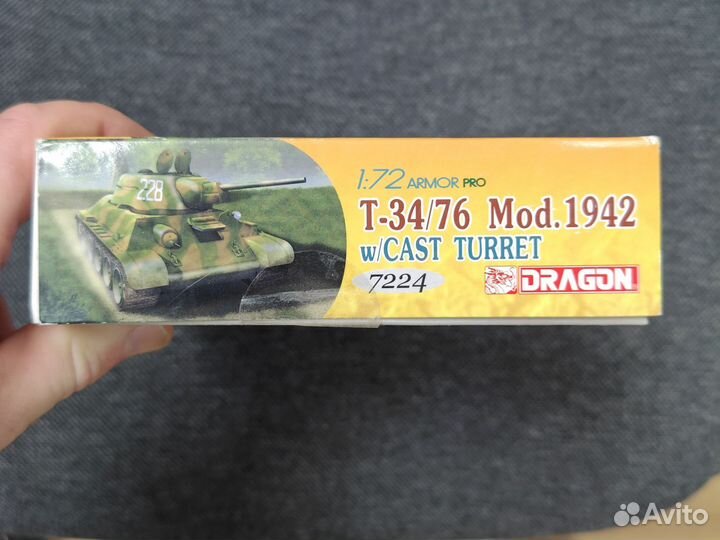 228
1:72 ARMOR PRO
T-34/76 Mod.1942
w/CAST TURRET
7224
DRAGON
Avito